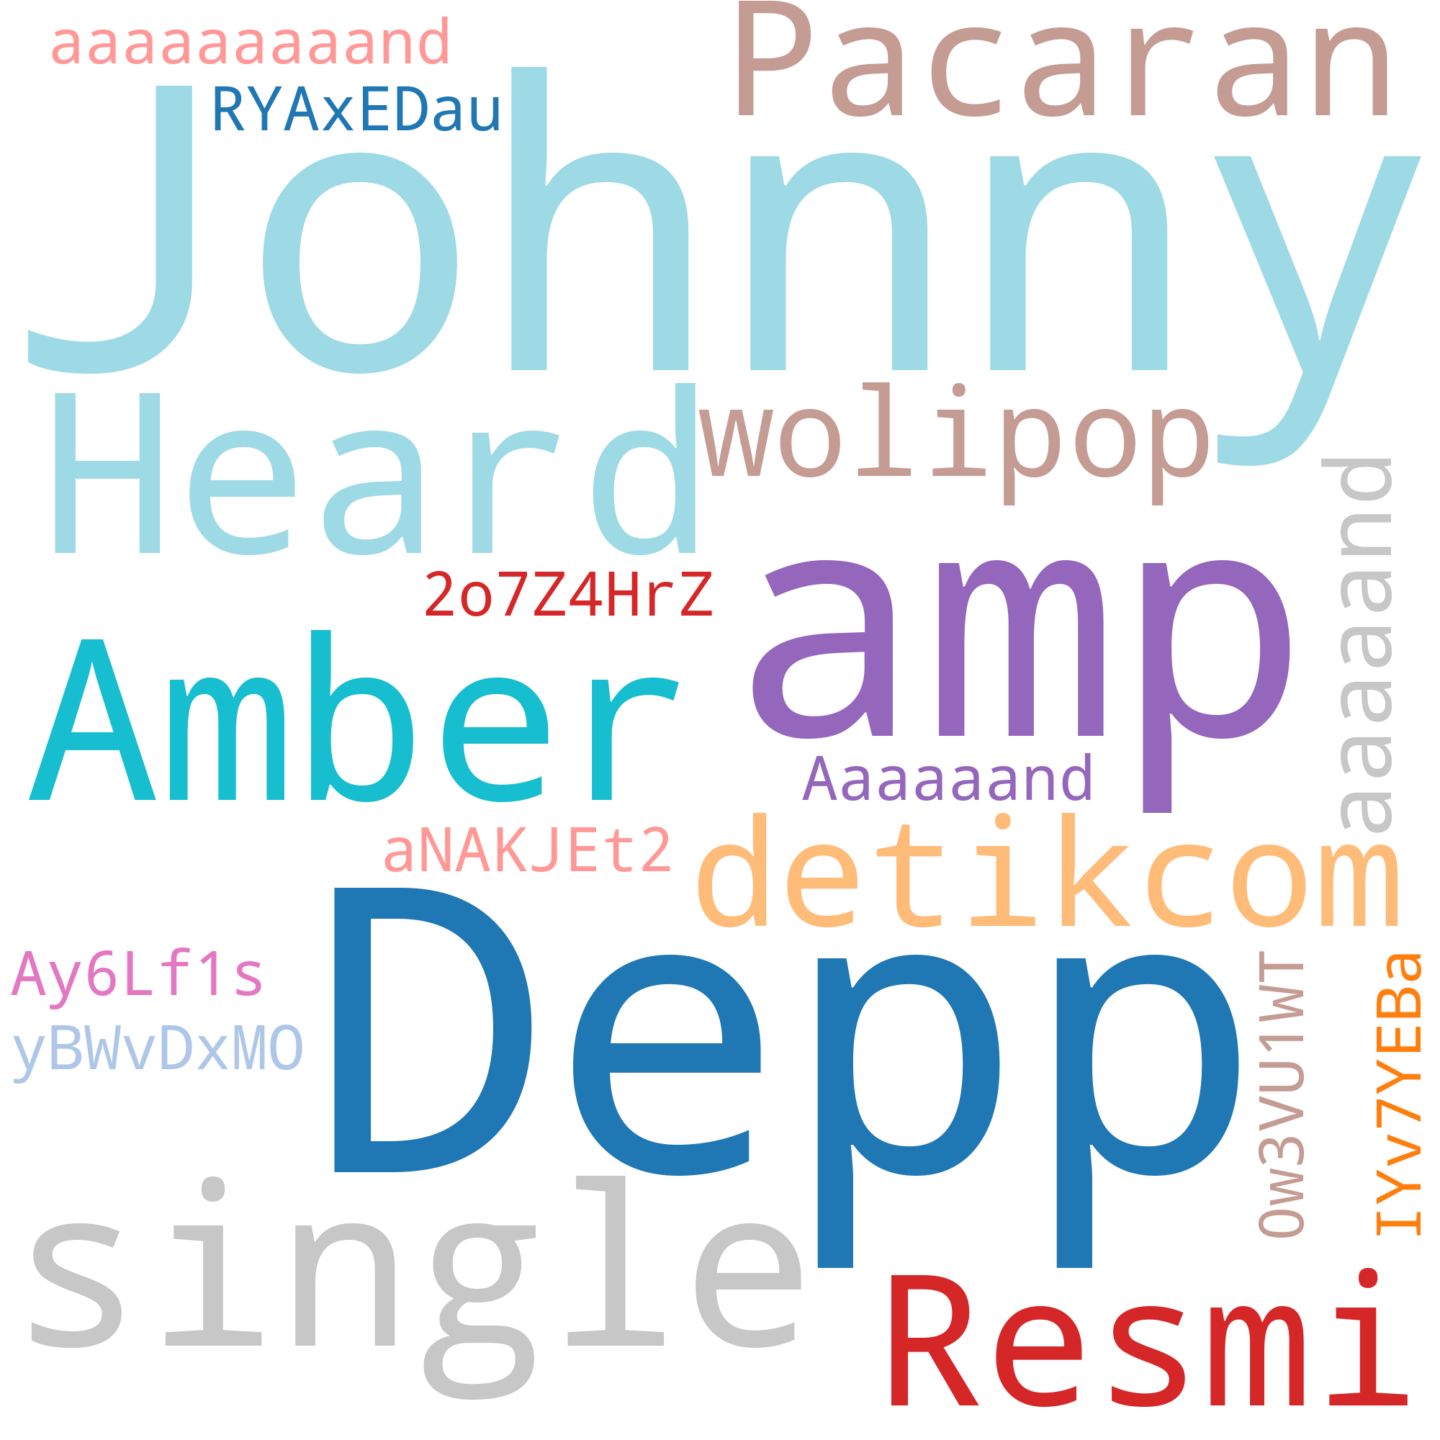 aaaaaaaaaand
Pacaran
RYAxEDau
Johnny
Heard
wolipop
aaaaaand
2o7Z4HrZ
amp
Amber
Aaaaaand
aNAKJEt2
detikcom
Depp
Ay6Lf1s
yBWvDxMO
0w3VU1WT
IYv7YEBa
single
Resmi